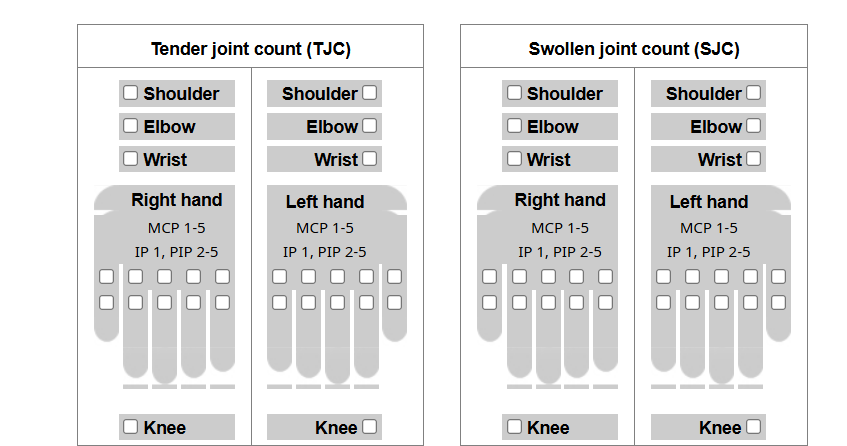 Tender joint count (TJC)
Shoulder
Shoulder
Elbow
Elbow
Wrist
Wrist
Right hand
Left hand
MCP 1-5
MCP 1-5
IP 1, PIP 2-5
IP 1, PIP 2-5
Knee
Knee
Swollen joint count (SJC)
Shoulder
Shoulder
Elbow
Elbow
Wrist
Wrist
Right hand
Left hand
MCP 1-5
MCP 1-5
IP 1, PIP 2-5
IP 1, PIP 2-5
Knee
Knee